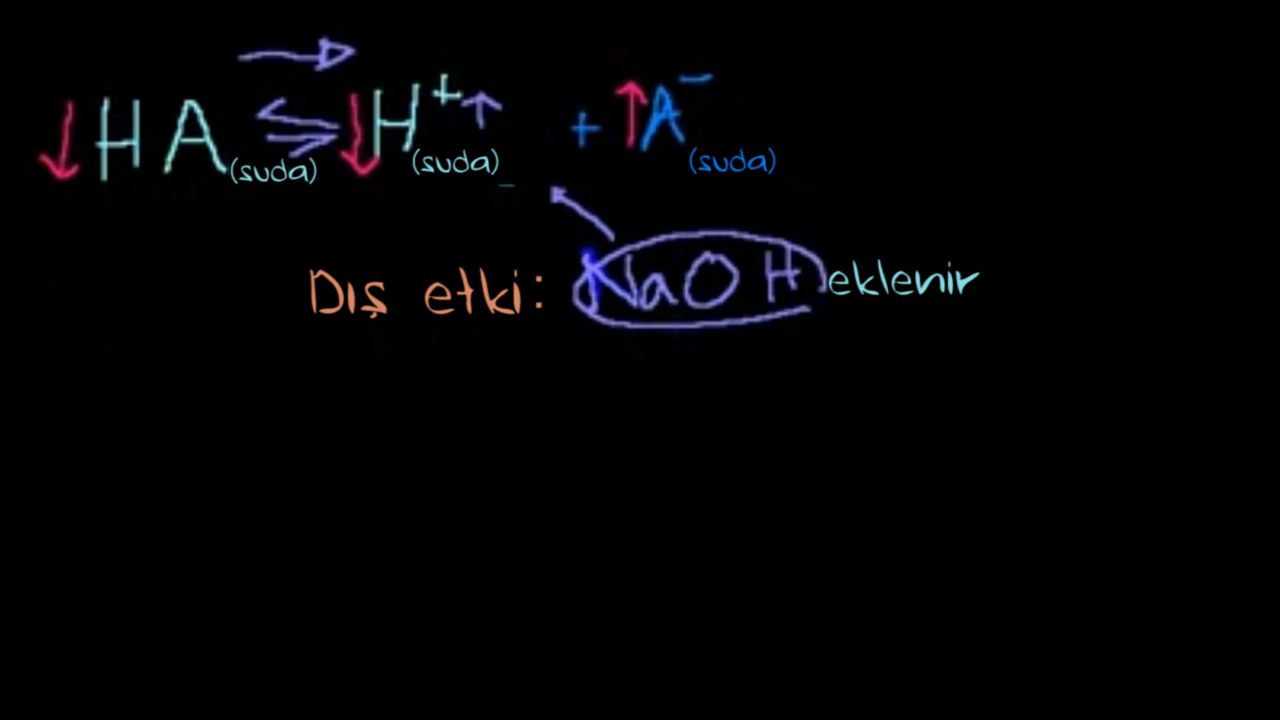 ↓HA(suda) ⇌ ↓H⁺↑(suda) + ↑A⁻(suda)
Dış etki: NaOH eklenir